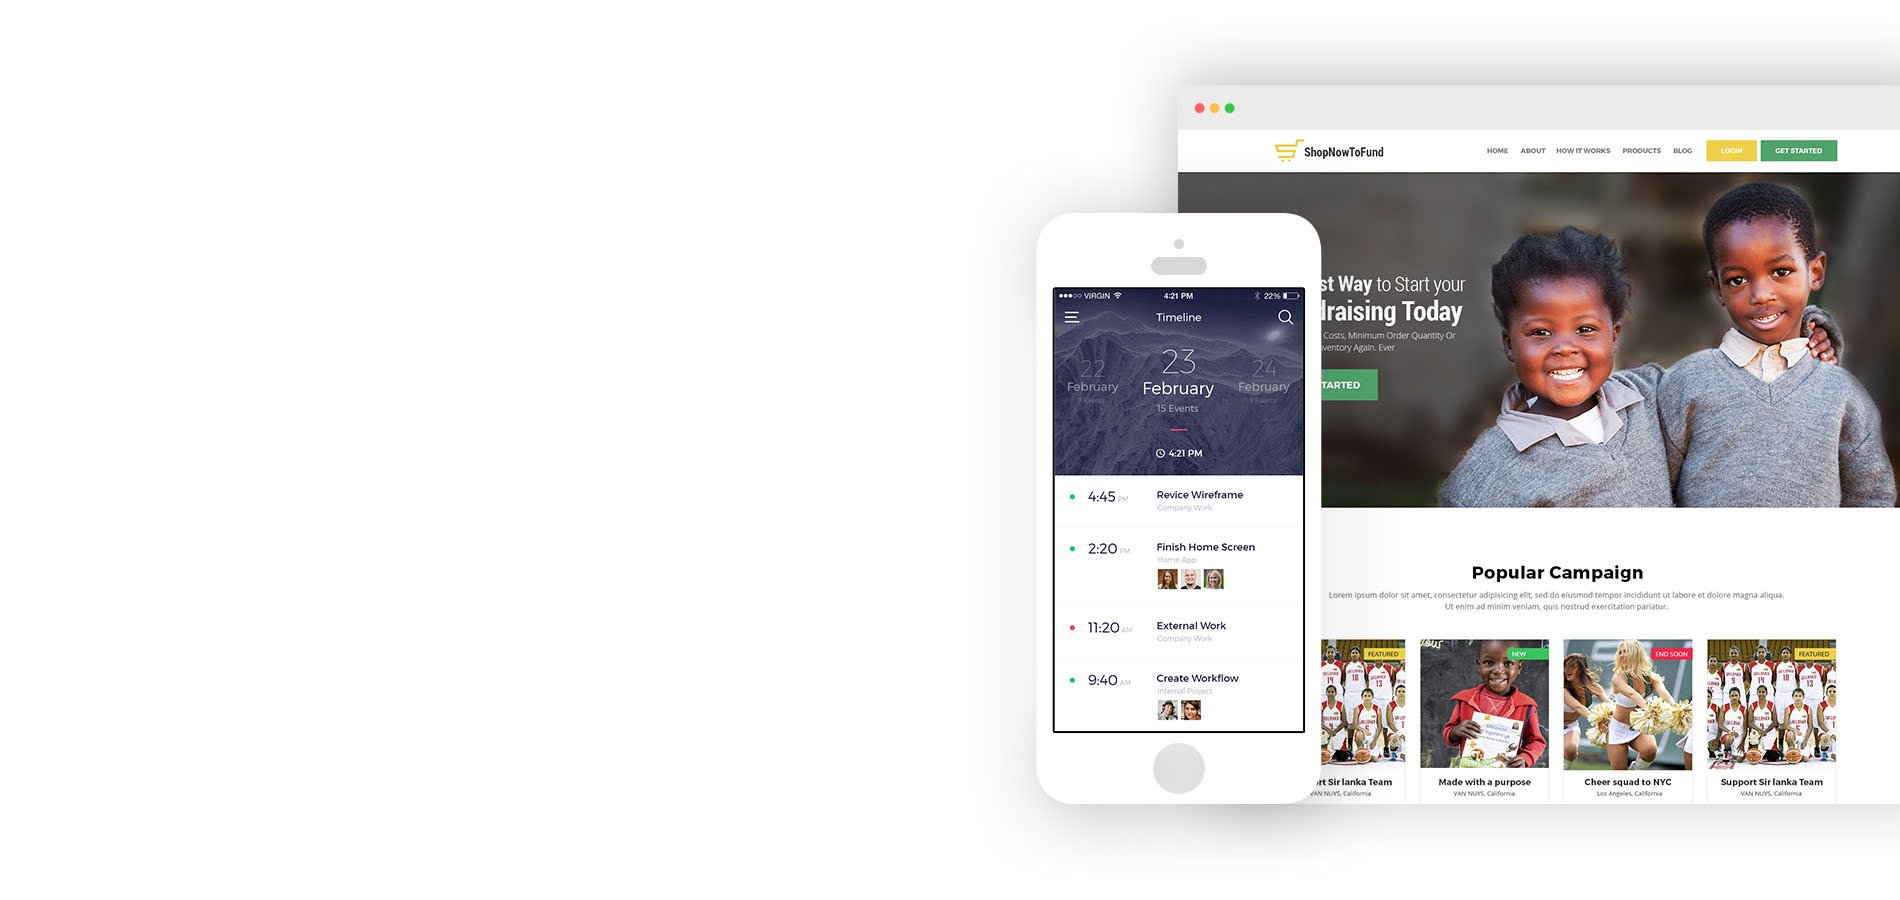 ShopNowToFund
HOME ABOUT HOW IT WORKS PRODUCTS BLOG LOGIN GET STARTED
st Way to Start your
draising Today
Costs, Minimum Order Quantity Or
nventory Again. Ever
TARTED
VIRGIN 4:21 PM 22%
Timeline
22 February 9 Events
23 February 15 Events
24 February 9 Events
4:21 PM
4:45 PM Revice Wireframe
Company Work
2:20 PM Finish Home Screen
Home App
11:20 AM External Work
Company Work
9:40 AM Create Workflow
Internal Project
Popular Campaign
Lorem ipsum dolor sit amet, consectetur adipisicing elit, sed do eiusmod tempor incididunt ut labore et dolore magna aliqua.
Ut enim ad minim veniam, quis nostrud exercitation pariatur.
FEATURED NEW END SOON FEATURED
rt Sir lanka Team Made with a purpose Cheer squad to NYC Support Sir lanka Team
AN NUYS, California VAN NUYS, California Los Angeles, California VAN NUYS, California